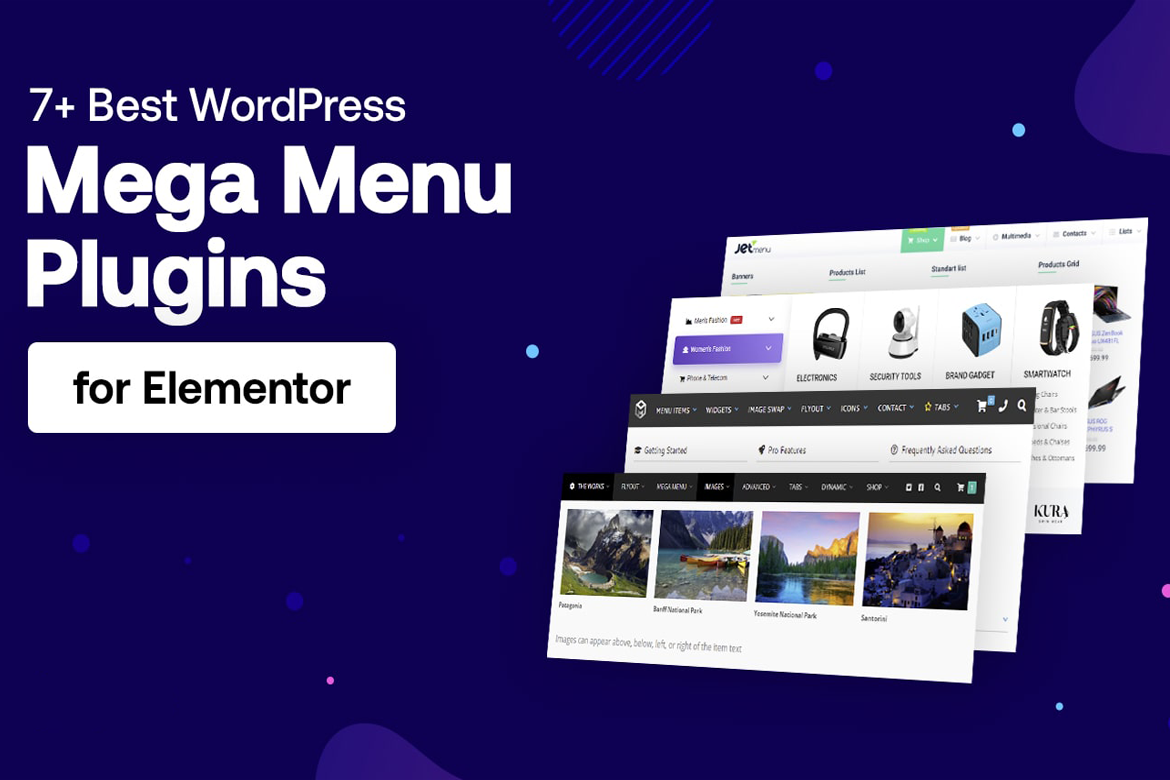 7+ Best WordPress
Mega Menu
Plugins
for Elementor
Jetmenu
Shop Blog Multimedia Contacts Lists
Banners Products List Standart list Products Grid
Men's Fashion
Women's Fashion
Phone & Telecom
ELECTRONICS SECURITY TOOLS BRAND GADGET SMARTWATCH
MENU ITEMS WIDGETS IMAGE SWAP FLYOUT ICONS CONTACT TABS
Getting Started Pro Features Frequently Asked Questions
KURA
THE WORKS FLYOUT MEGA MENU IMAGES ADVANCED TABS DYNAMIC SHOP
Patagonia Banff National Park Yosemite National Park Santorini
Images can appear above, below, left, or right of the item text